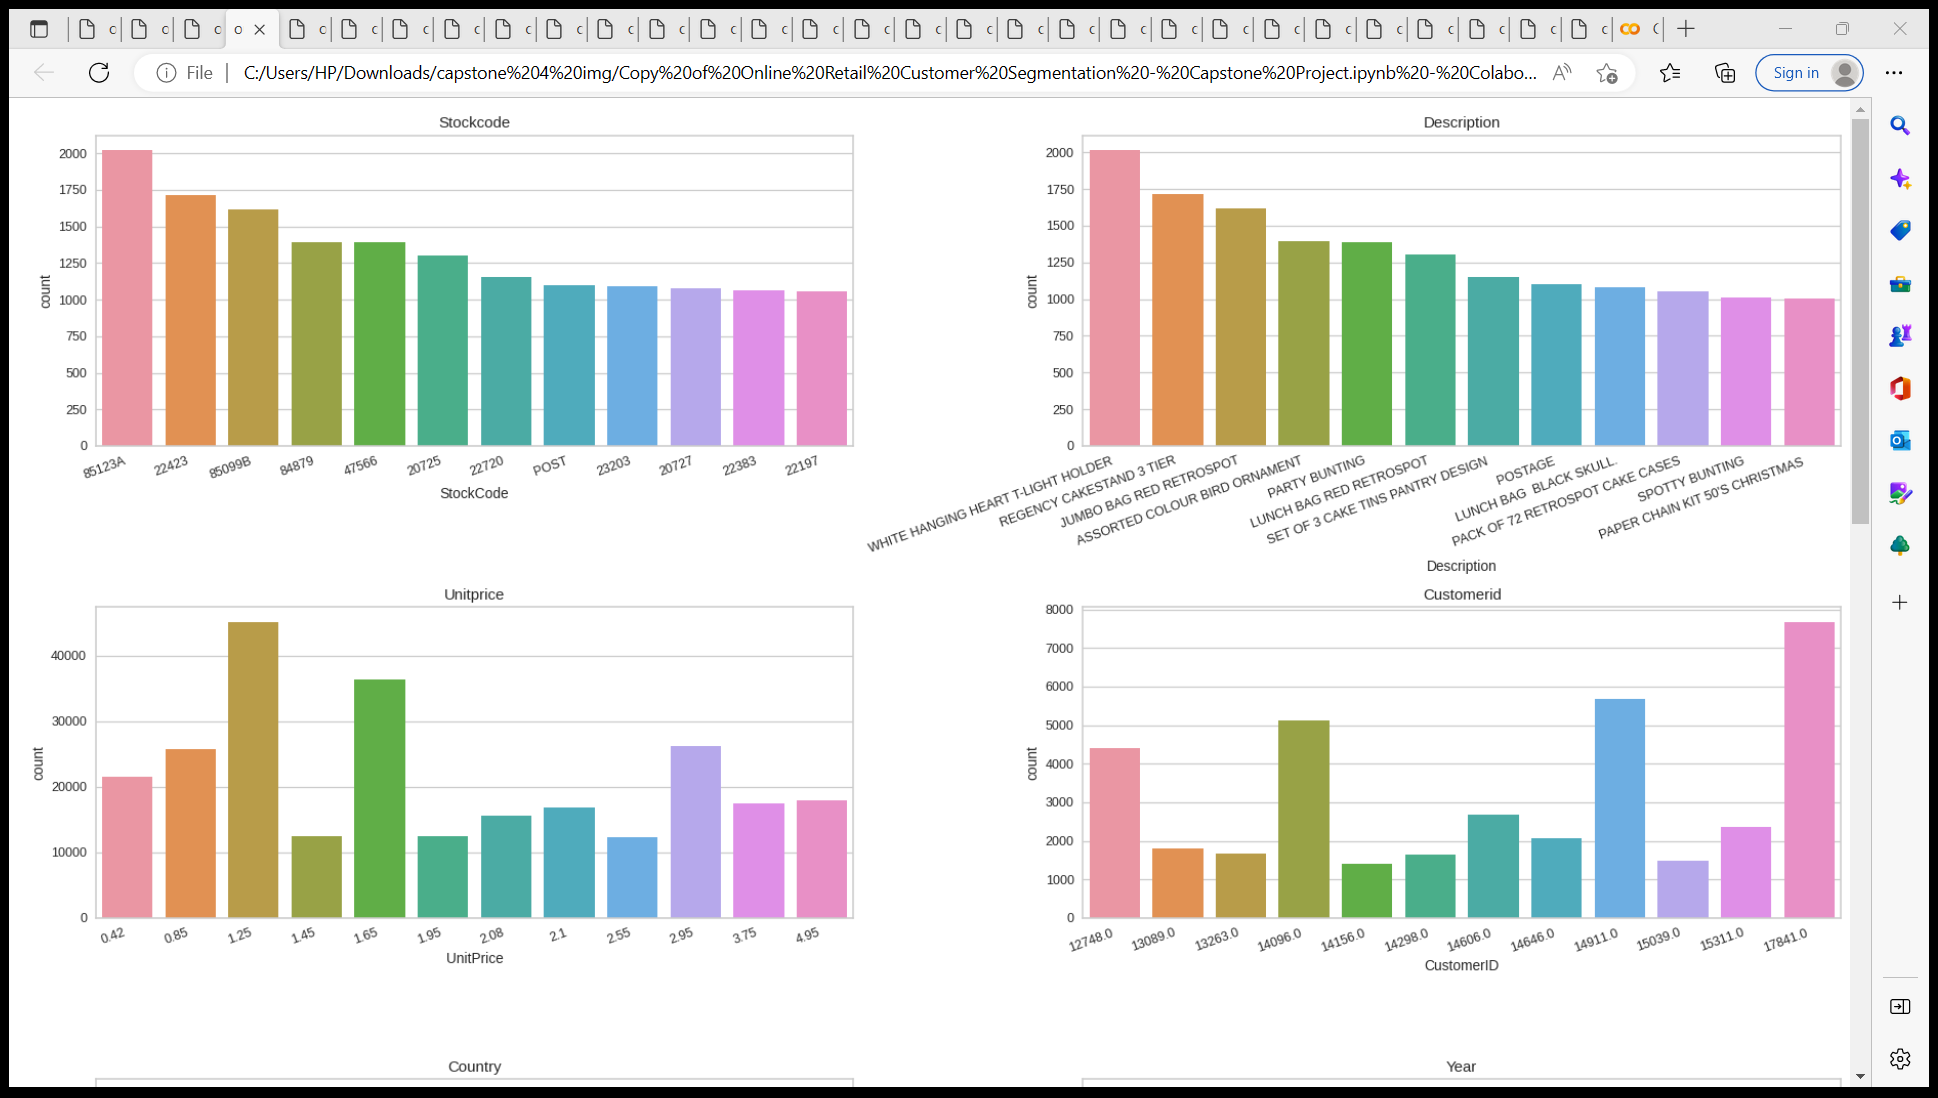 File
C:/Users/HP/Downloads/capstone%204%20img/Copy%20of%20Online%20Retail%20Customer%20Segmentation%20-%20Capstone%20Project.ipynb%20-%20Colabo...
Sign in
Stockcode
2000
1750
1500
1250
1000
750
500
250
0
count
85123A
22423
85099B
84879
47566
20725
22720
POST
23203
20727
22383
22197
StockCode
Description
2000
1750
1500
1250
1000
750
500
250
0
count
WHITE HANGING HEART T-LIGHT HOLDER
REGENCY CAKESTAND 3 TIER
JUMBO BAG RED RETROSPOT
ASSORTED COLOUR BIRD ORNAMENT
PARTY BUNTING
LUNCH BAG RED RETROSPOT
SET OF 3 CAKE TINS PANTRY DESIGN
POSTAGE
LUNCH BAG  BLACK SKULL.
PACK OF 72 RETROSPOT CAKE CASES
SPOTTY BUNTING
PAPER CHAIN KIT 50'S CHRISTMAS
Description
Unitprice
40000
30000
20000
10000
0
count
0.42
0.85
1.25
1.45
1.65
1.95
2.08
2.1
2.55
2.95
3.75
4.95
UnitPrice
Customerid
8000
7000
6000
5000
4000
3000
2000
1000
0
count
12748.0
13089.0
13263.0
14096.0
14156.0
14298.0
14606.0
14646.0
14911.0
15039.0
15311.0
17841.0
CustomerID
Country
Year